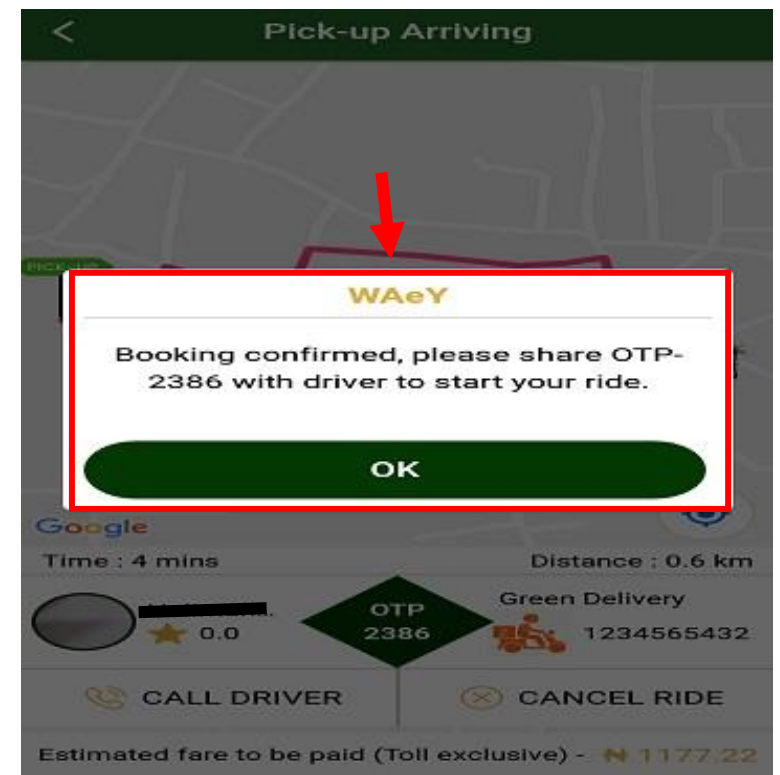 <
Pick-up Arriving
PICK-UP
WAeY
Booking confirmed, please share OTP-
2386 with driver to start your ride.
OK
Google
Time : 4 mins
Distance : 0.6 km
0.0
OTP
2386
Green Delivery
1234565432
CALL DRIVER
CANCEL RIDE
Estimated fare to be paid (Toll exclusive) - ₦ 1177.22